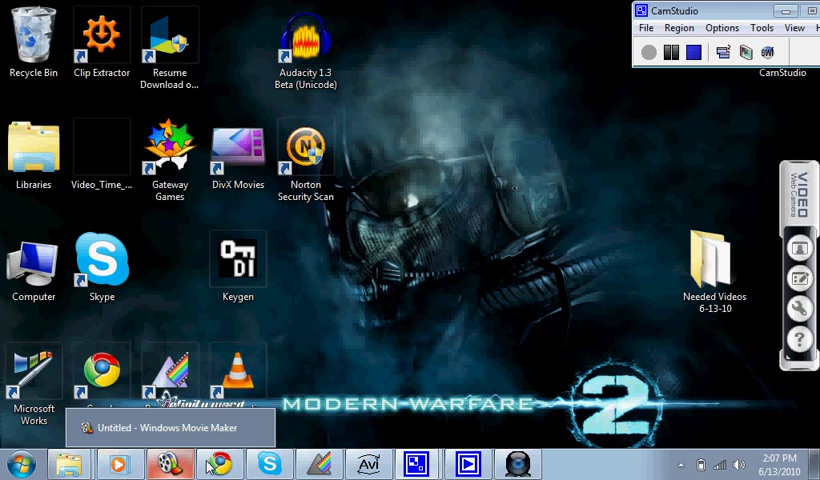 CamStudio
File Region Options Tools View H
CamStudio
Recycle Bin
Clip Extractor
Resume
Download o...
Audacity 1.3
Beta (Unicode)
Libraries
Video_Time_...
Gateway
Games
DivX Movies
Norton
Security Scan
VIDEO
Web Camera
Computer
Skype
Keygen
Needed Videos
6-13-10
Microsoft
Works
MODERN WARFARE
2
Untitled - Windows Movie Maker
Avi
2:07 PM
6/13/2010